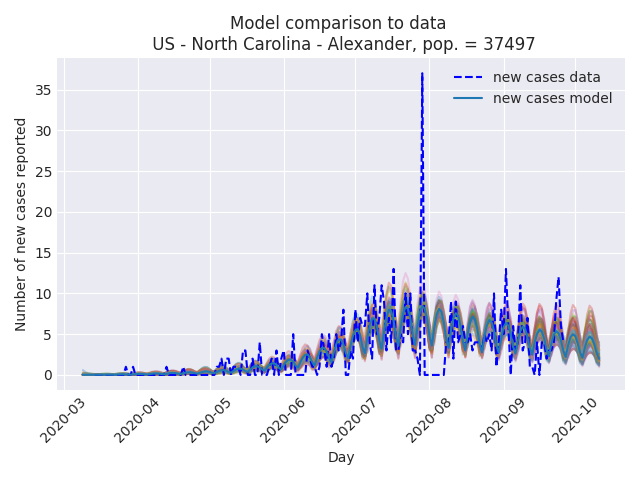 Model comparison to data
US - North Carolina - Alexander, pop. = 37497
new cases data
new cases model
Number of new cases reported
35
30
25
20
15
10
5
0
2020-03
2020-04
2020-05
2020-06
2020-07
2020-08
2020-09
2020-10
Day